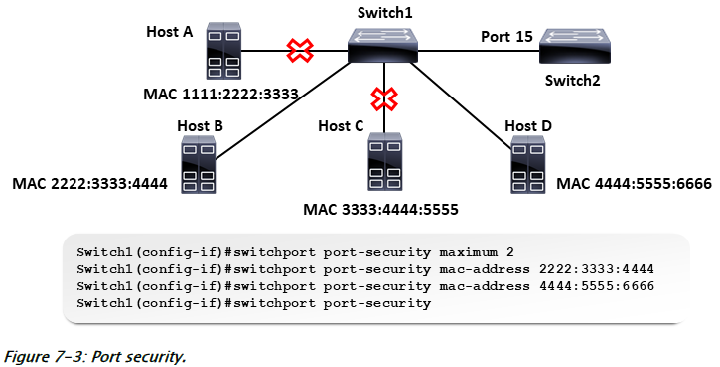 Switch1
Host A
Port 15
Switch2
MAC 1111:2222:3333
Host B
Host C
Host D
MAC 2222:3333:4444
MAC 4444:5555:6666
MAC 3333:4444:5555
Switch1(config-if)#switchport port-security maximum 2
Switch1(config-if)#switchport port-security mac-address 2222:3333:4444
Switch1(config-if)#switchport port-security mac-address 4444:5555:6666
Switch1(config-if)#switchport port-security
Figure 7-3: Port security.